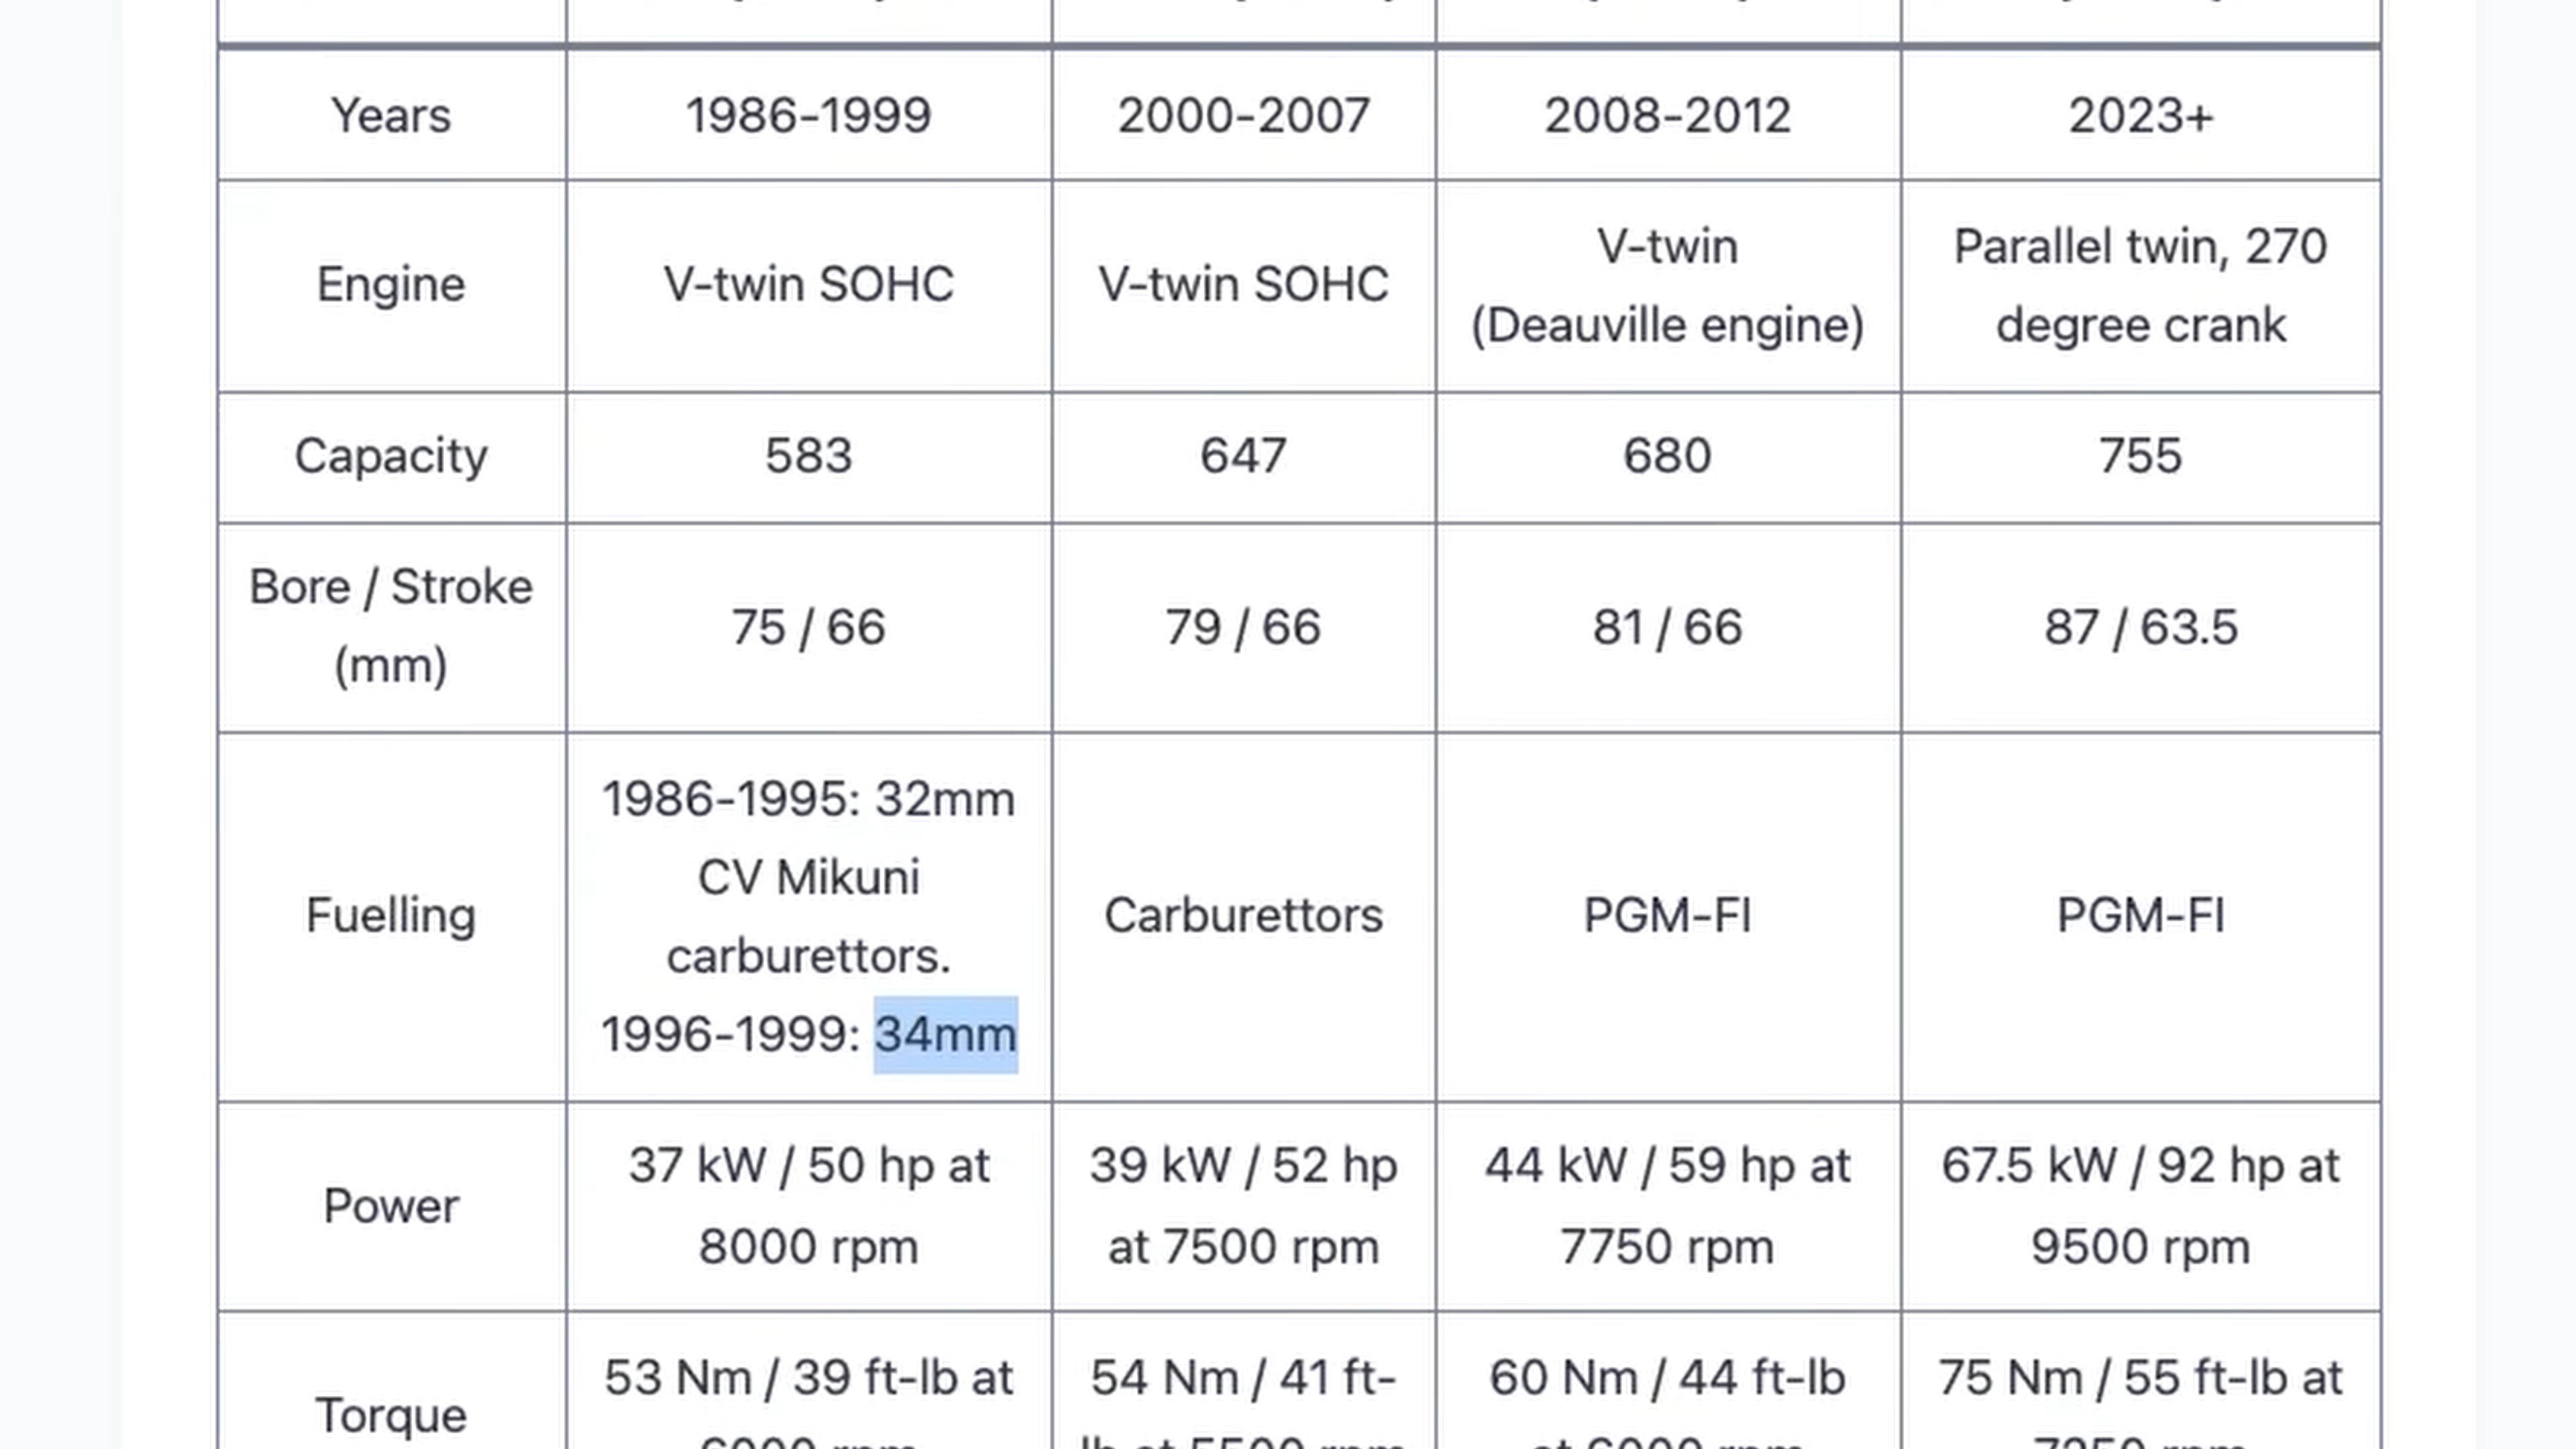 Years
1986-1999
2000-2007
2008-2012
2023+
Engine
V-twin SOHC
V-twin SOHC
V-twin
(Deauville engine)
Parallel twin, 270
degree crank
Capacity
583
647
680
755
Bore / Stroke
(mm)
75 / 66
79 / 66
81 / 66
87 / 63.5
Fuelling
1986-1995: 32mm
CV Mikuni
carburettors.
1996-1999: 34mm
Carburettors
PGM-FI
PGM-FI
Power
37 kW / 50 hp at
8000 rpm
39 kW / 52 hp
at 7500 rpm
44 kW / 59 hp at
7750 rpm
67.5 kW / 92 hp at
9500 rpm
Torque
53 Nm / 39 ft-lb at
6000 rpm
54 Nm / 41 ft-
lb at 5500 rpm
60 Nm / 44 ft-lb
at 6000 rpm
75 Nm / 55 ft-lb at
7250 rpm